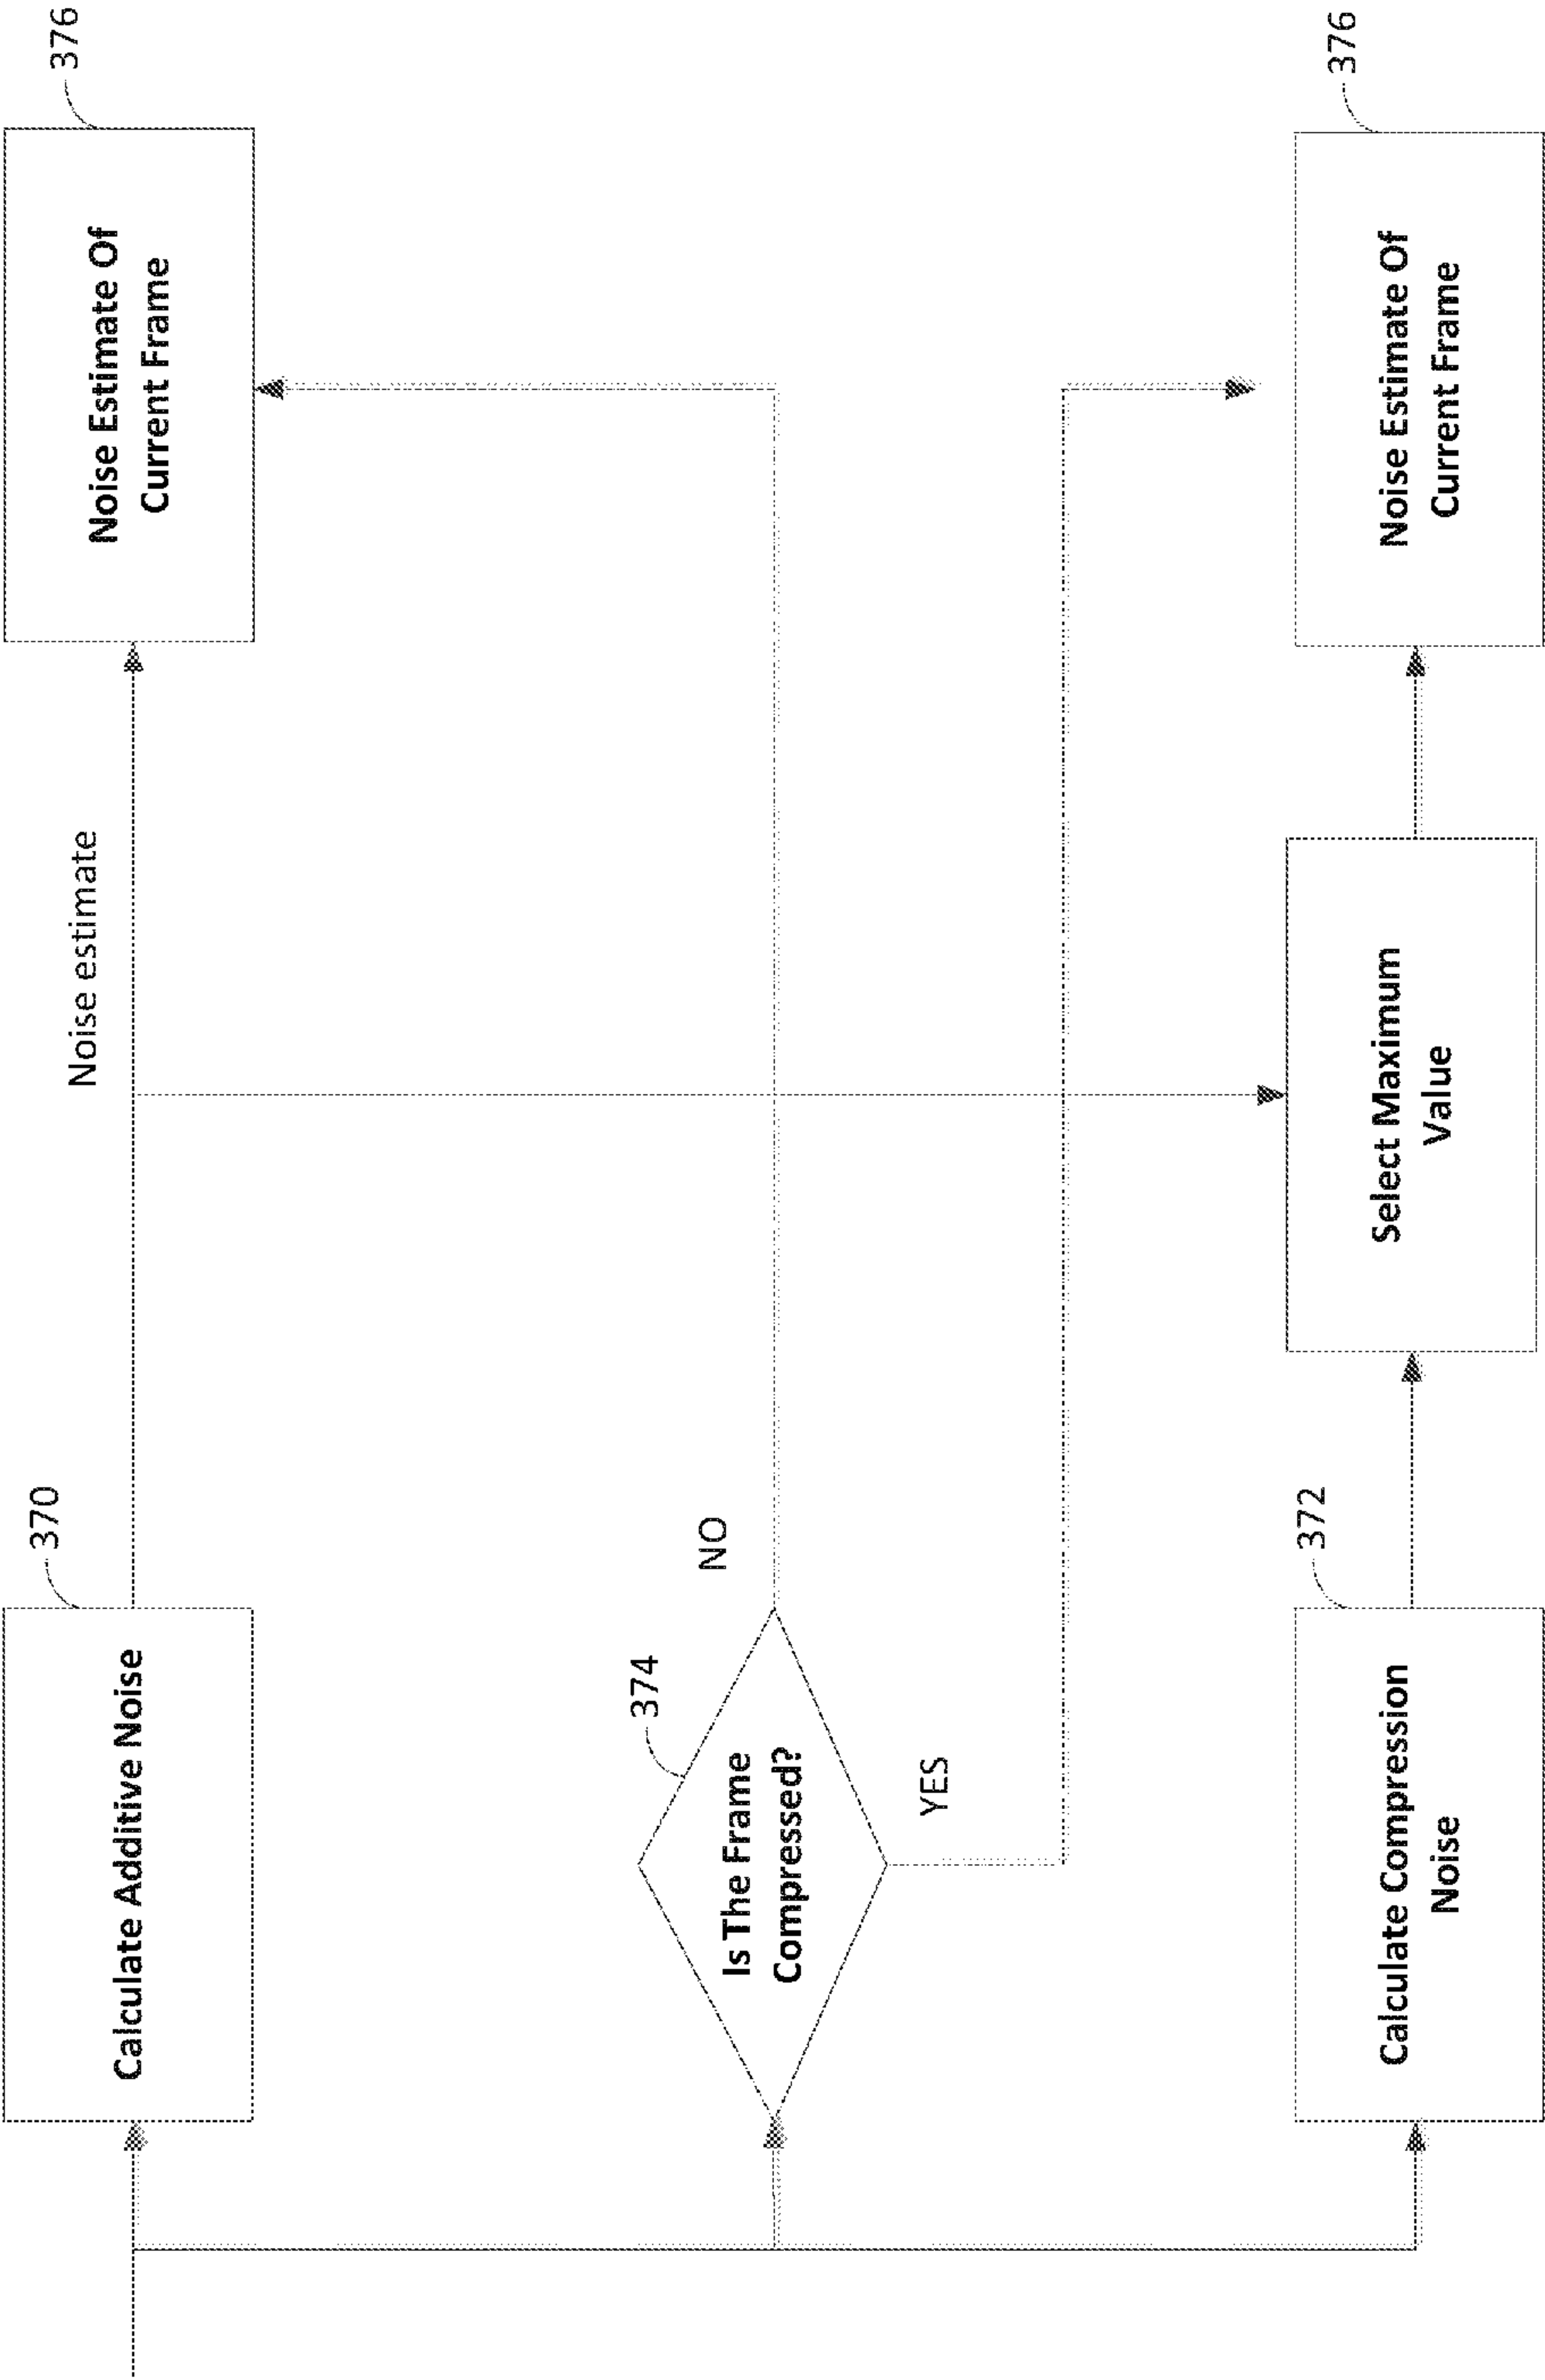 370
Calculate Additive Noise
Noise estimate
376
Noise Estimate Of
Current Frame
374
Is The Frame
Compressed?
NO
YES
372
Calculate Compression
Noise
Select Maximum
Value
376
Noise Estimate Of
Current Frame